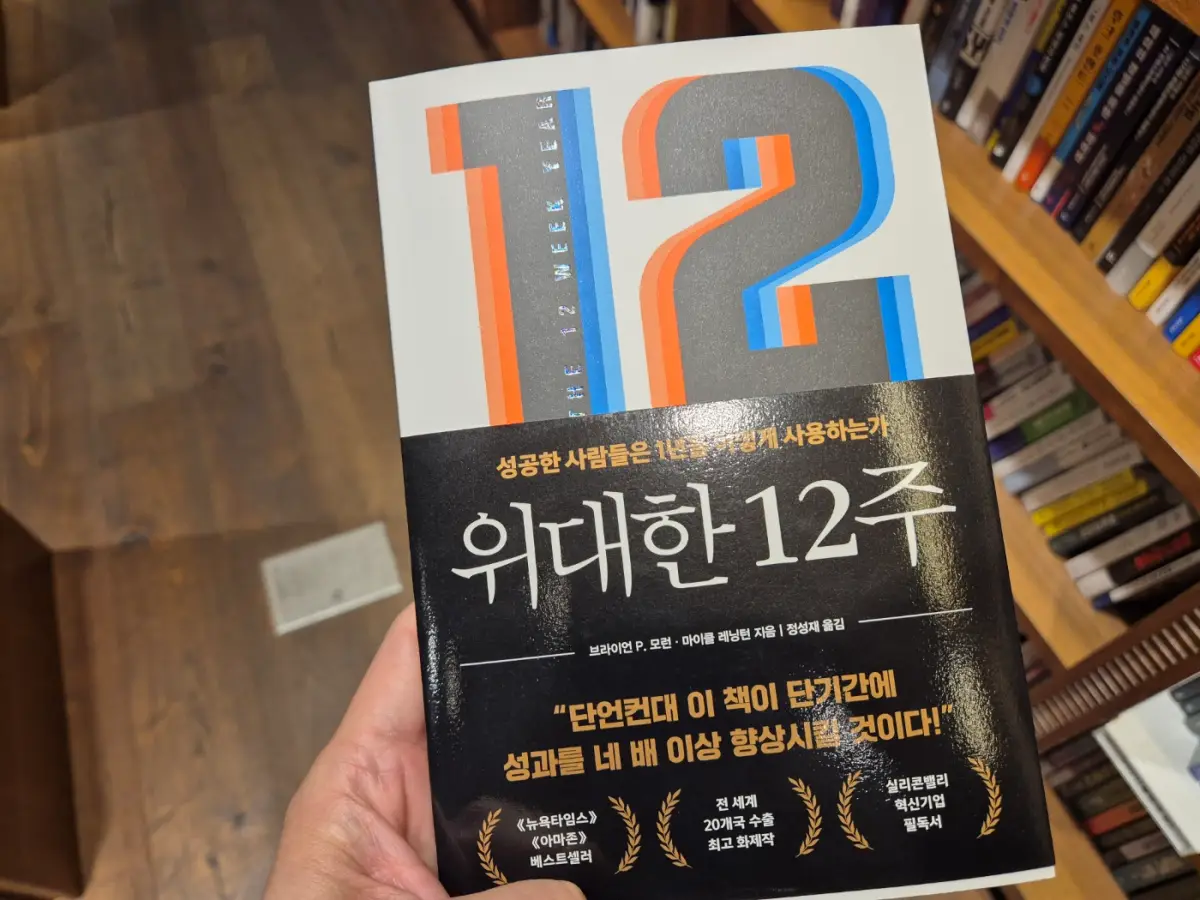 12
THE 12 WEEK YEAR
성공한 사람들은 1년을 어떻게 사용하는가
위대한 12주
브라이언 P. 모런 · 마이클 레닝턴 지음 | 정성재 옮김
“단언컨대 이 책이 단기간에
성과를 네 배 이상 향상시킬 것이다!”
《뉴욕타임스》
《아마존》
베스트셀러
전 세계
20개국 수출
최고 화제작
실리콘밸리
혁신기업
필독서